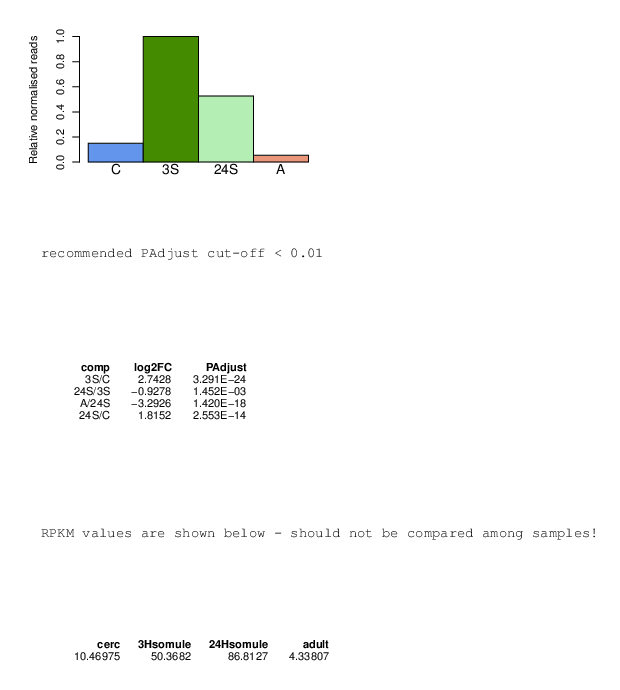 Relative normalised reads
1.0
0.8
0.6
0.4
0.2
0.0
C 3S 24S A
recommended PAdjust cut-off < 0.01
comp log2FC PAdjust
3S/C 2.7428 3.291E−24
24S/3S −0.9278 1.452E−03
A/24S −3.2926 1.420E−18
24S/C 1.8152 2.553E−14
RPKM values are shown below - should not be compared among samples!
cerc 3Hsomule 24Hsomule adult
10.46975 50.3682 86.8127 4.33807